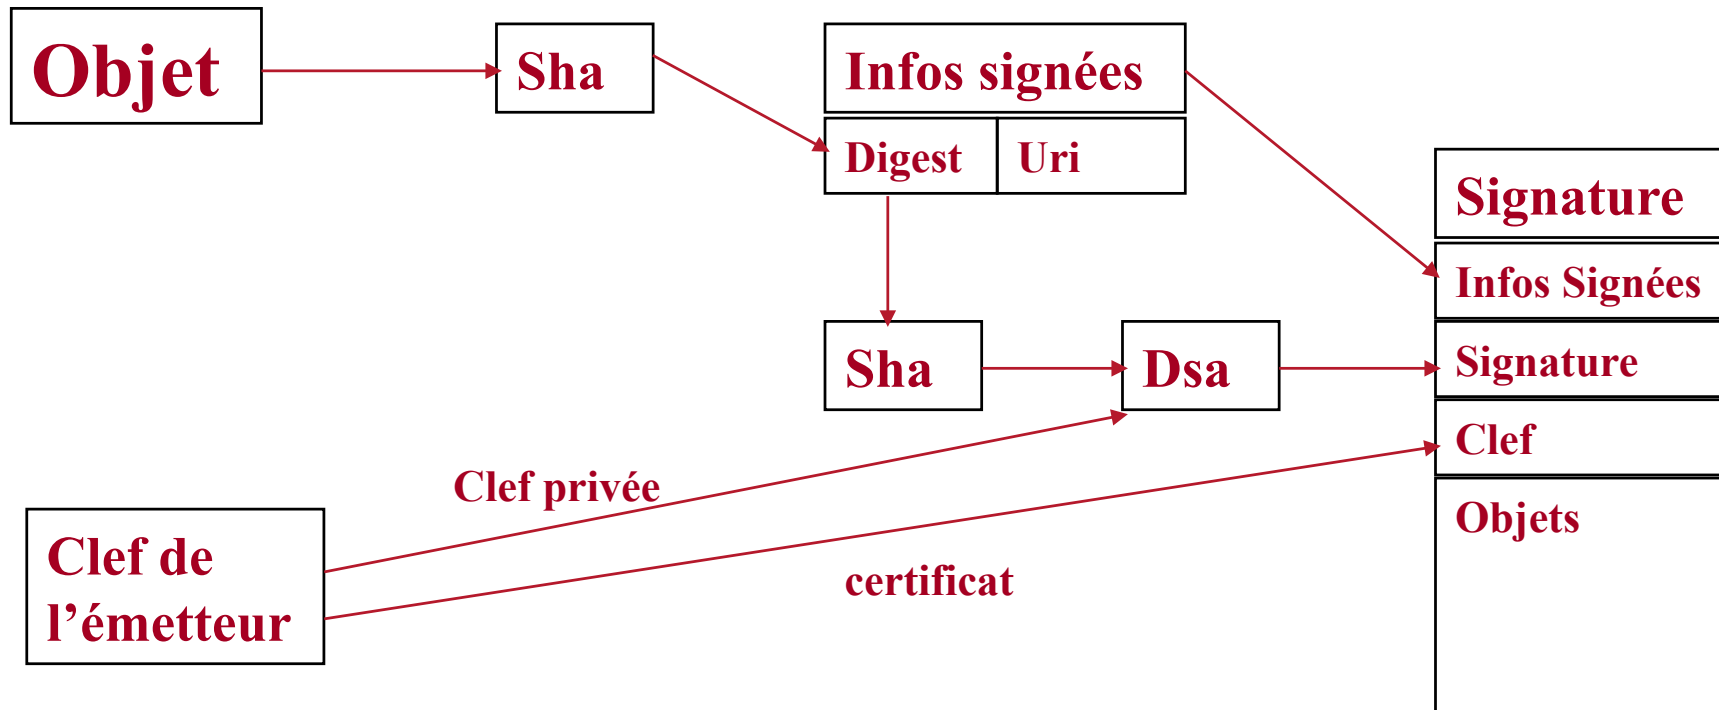 Objet
Sha
Infos signées
Digest
Uri
Signature
Infos Signées
Sha
Dsa
Signature
Clef
Clef privée
Objets
Clef de
l’émetteur
certificat